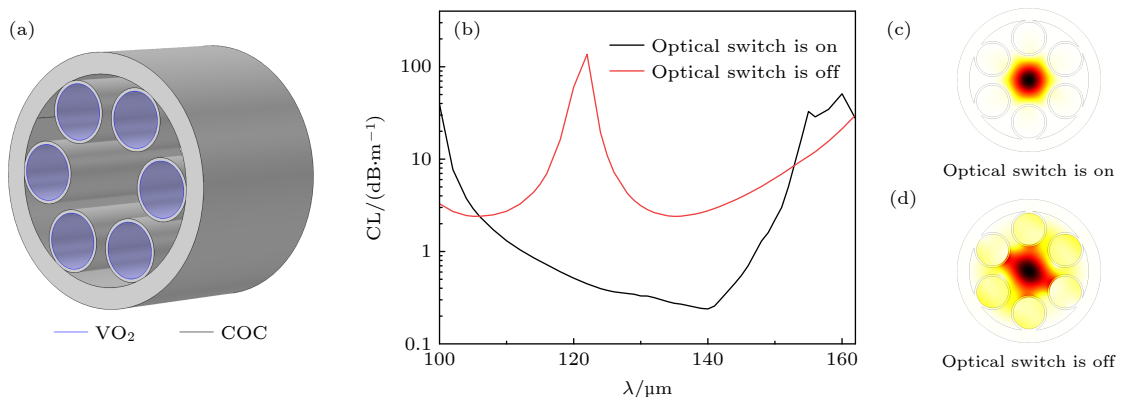 (a)
VO₂
COC
(b)
Optical switch is on
Optical switch is off
CL/(dB·m⁻¹)
100
10
1
0.1
100
120
140
160
λ/μm
(c)
Optical switch is on
(d)
Optical switch is off